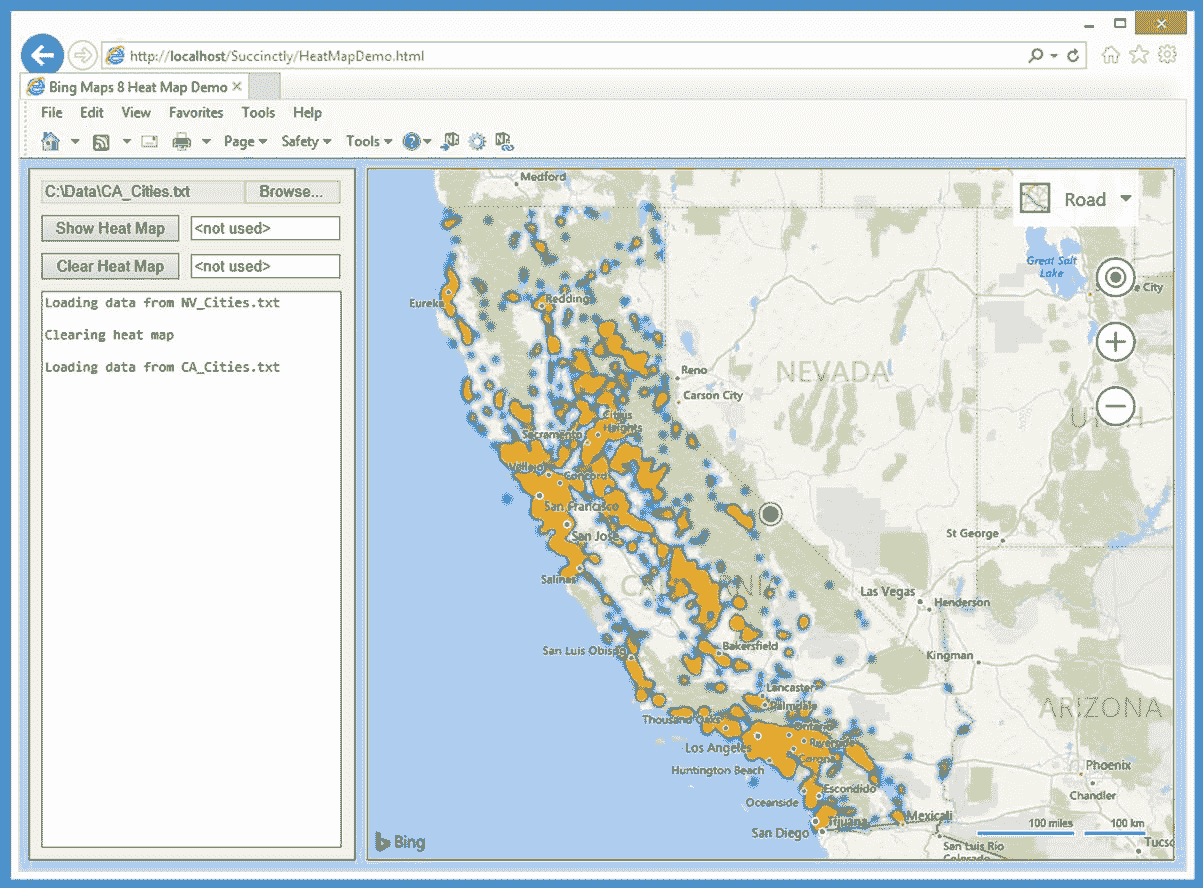 http://localhost/Succinctly/HeatMapDemo.html
Bing Maps 8 Heat Map Demo
File Edit View Favorites Tools Help
Page Safety Tools
C:\Data\CA_Cities.txt Browse...
Show Heat Map <not used>
Clear Heat Map <not used>
Loading data from NV_Cities.txt
Clearing heat map
Loading data from CA_Cities.txt
Medford
Road
Great Salt
Lake
City
Eureka
Redding
Reno
NEVADA
Carson City
UTAH
Citrus
Heights
Sacramento
Vallejo
Concord
San Francisco
San Jose
St George
Salinas
CALIFORNIA
Las Vegas
Henderson
San Luis Obispo
Bakersfield
Kingman
Lancaster
Palmdale
ARIZONA
Thousand Oaks
Ontario
Los Angeles
Riverside
Corona
Huntington Beach
Phoenix
Escondido
Chandler
Oceanside
Tijuana
Mexicali
San Diego
100 miles 100 km
Bing
San Luis Rio
Colorado
Tucso